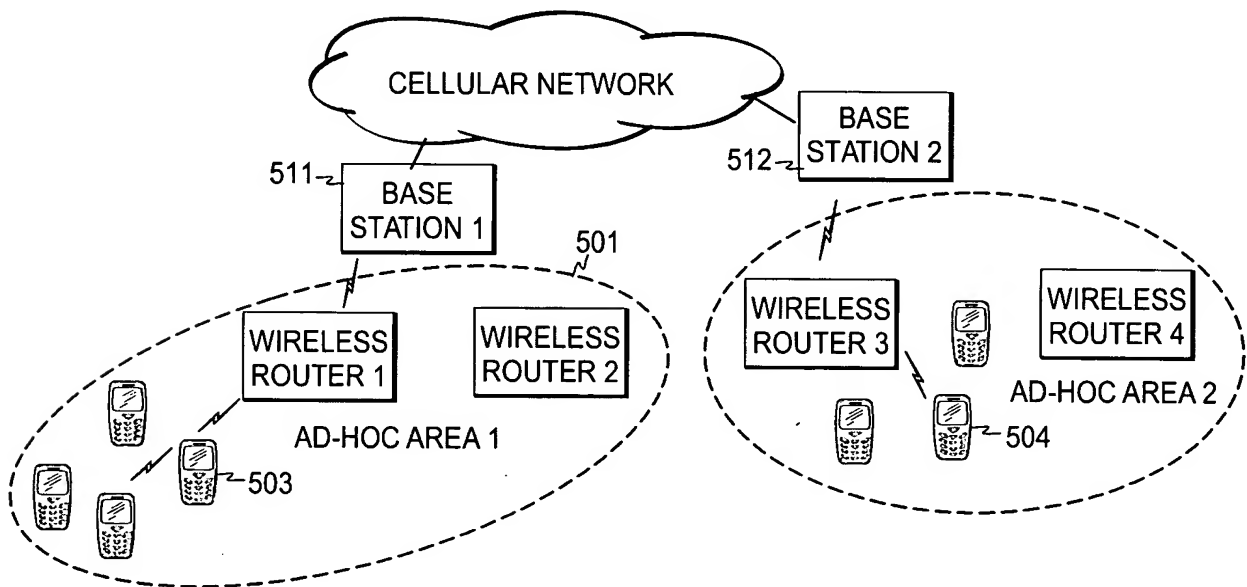 CELLULAR NETWORK
BASE
STATION 2
512
511
BASE
STATION 1
501
WIRELESS
ROUTER 1
WIRELESS
ROUTER 2
WIRELESS
ROUTER 3
WIRELESS
ROUTER 4
AD-HOC AREA 1
AD-HOC AREA 2
503
504